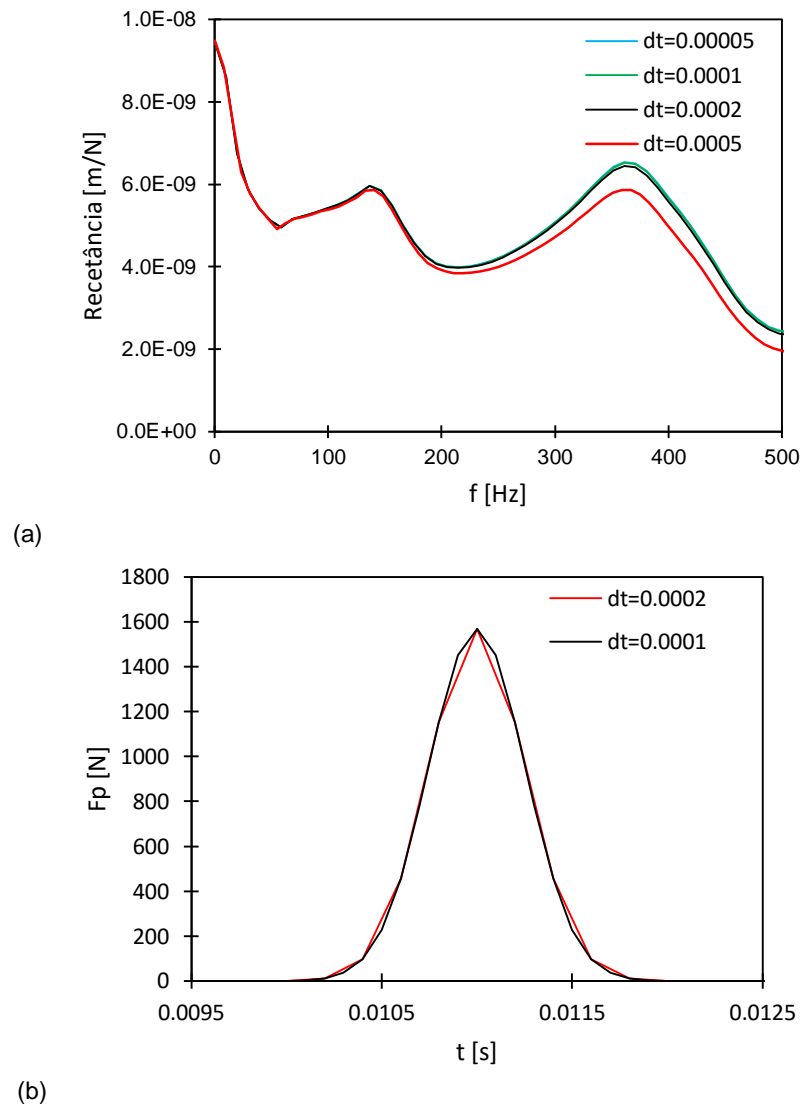 1.0E-08
8.0E-09
6.0E-09
4.0E-09
2.0E-09
0.0E+00
Recetância [m/N]
dt=0.00005
dt=0.0001
dt=0.0002
dt=0.0005
0 100 200 300 400 500
f [Hz]
(a)
1800
1600
1400
1200
1000
800
600
400
200
0
Fp [N]
dt=0.0002
dt=0.0001
0.0095 0.0105 0.0115 0.0125
t [s]
(b)